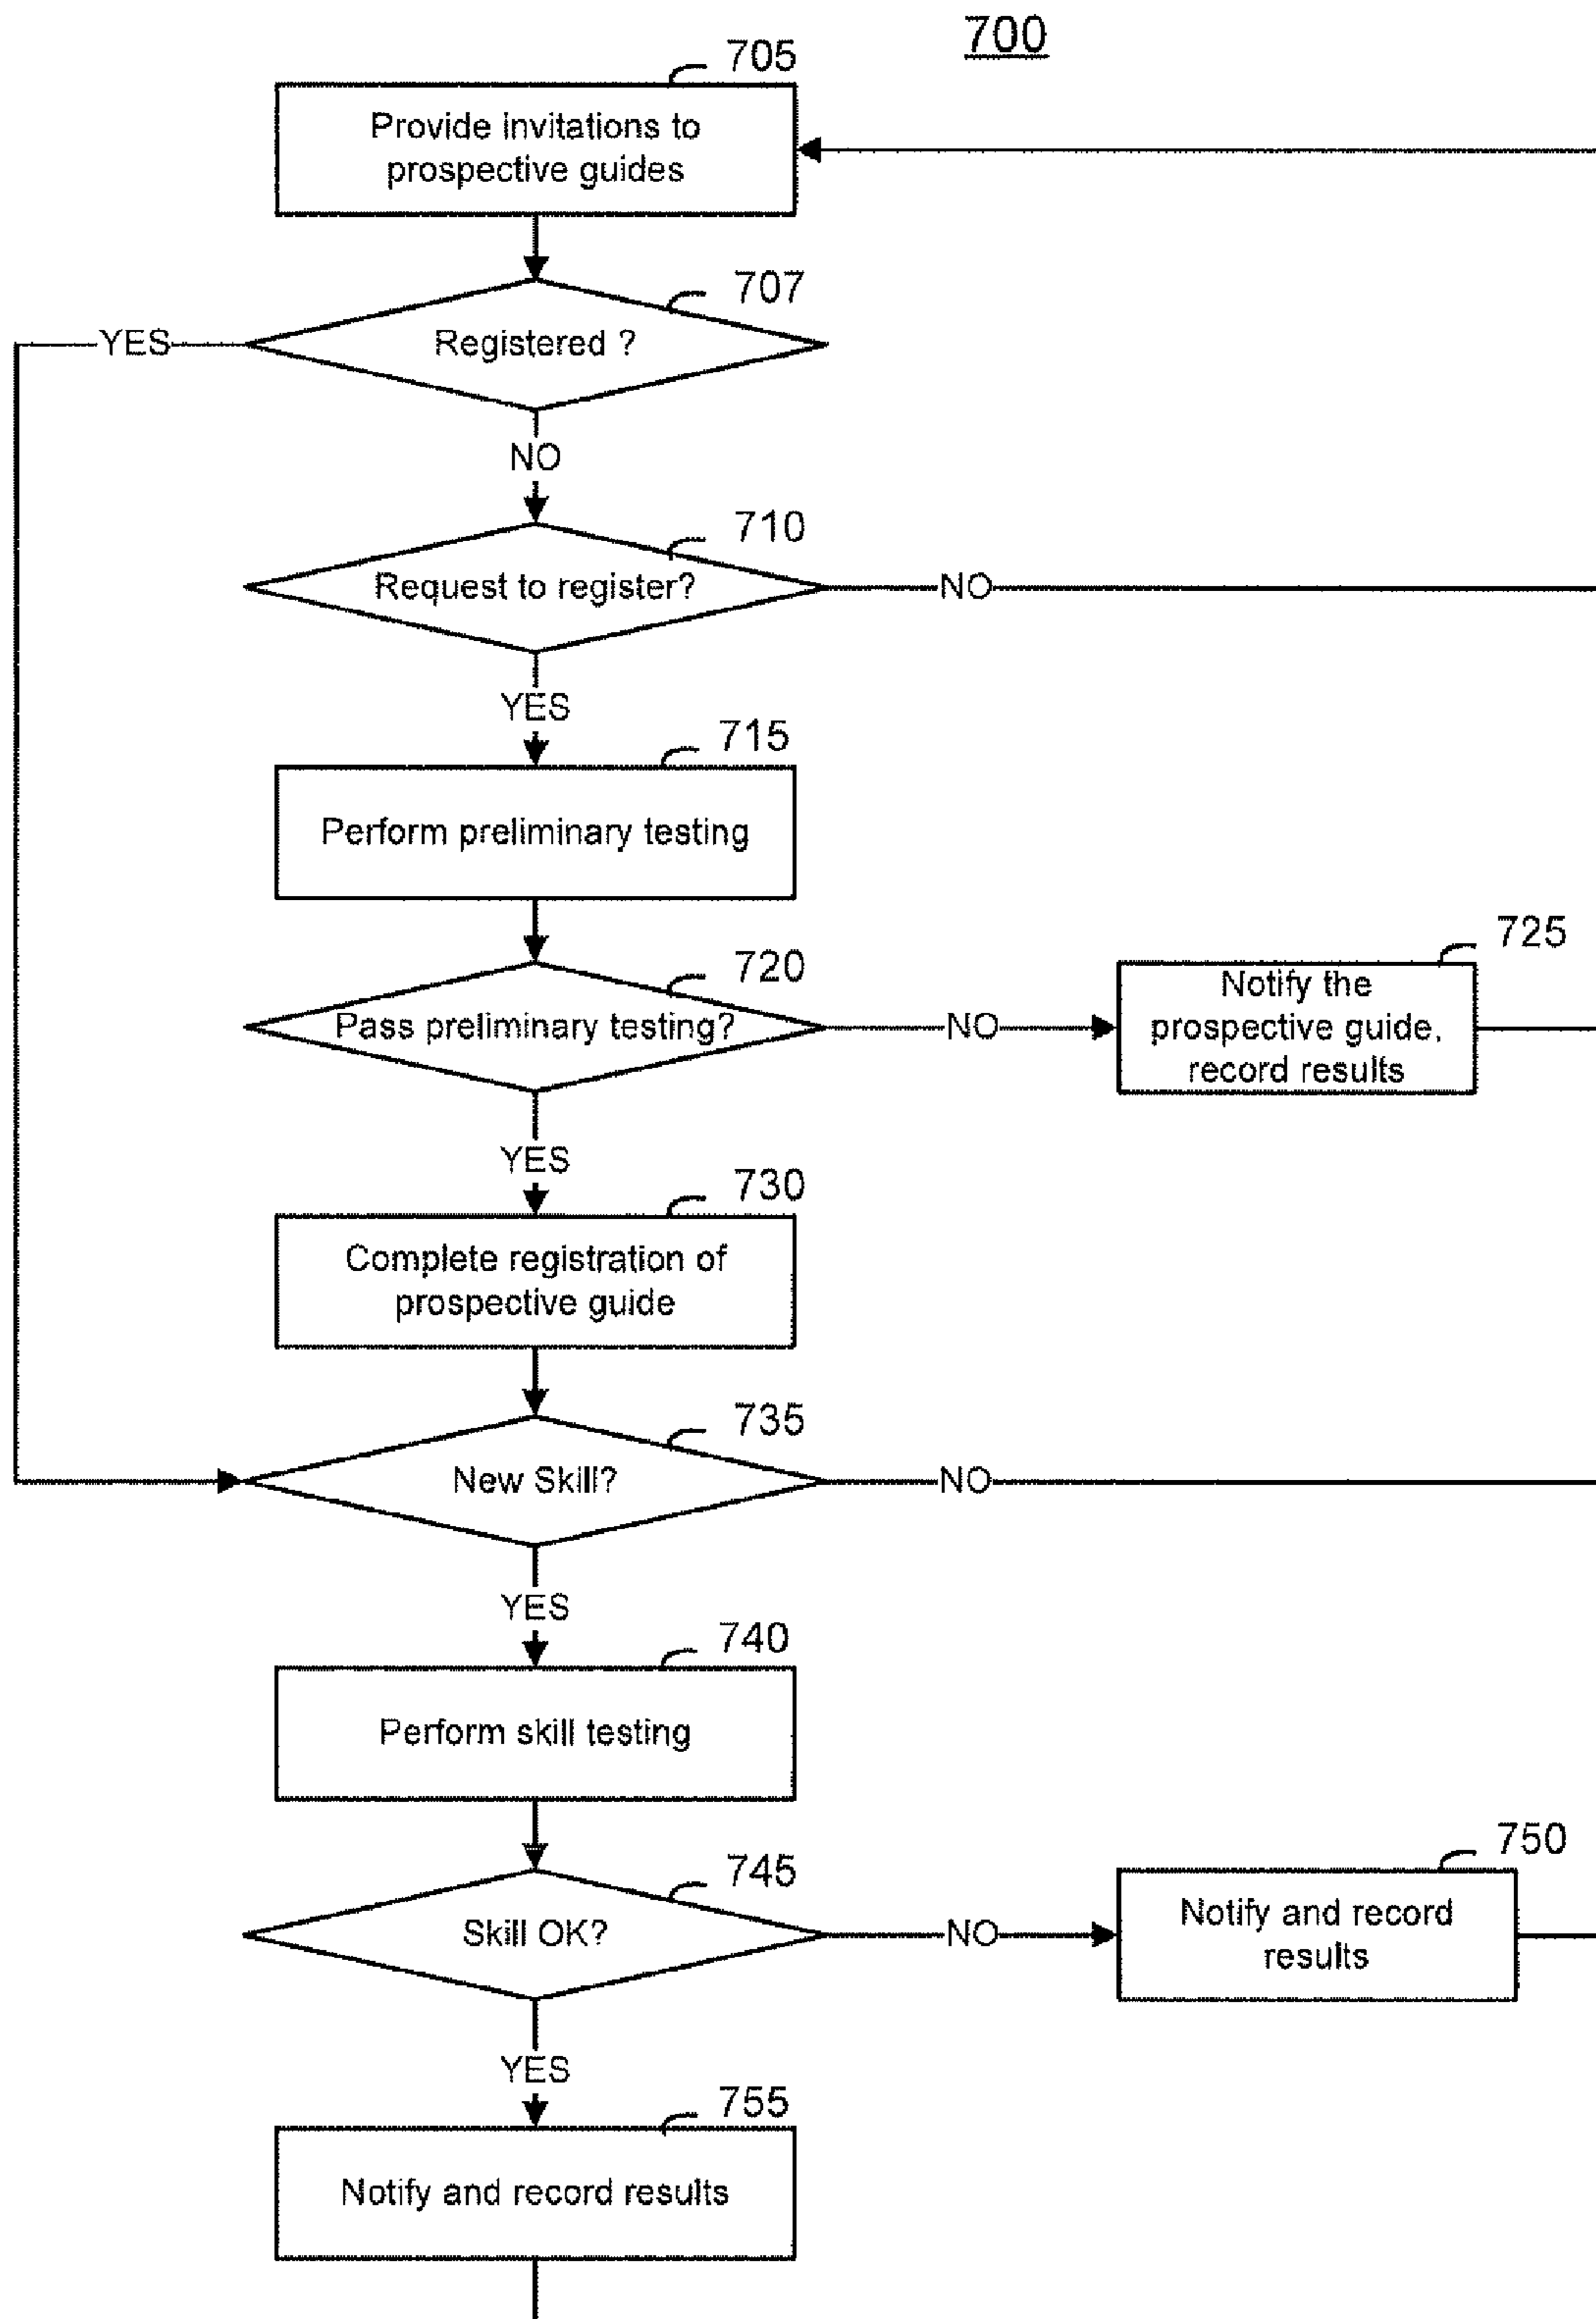 700
705
Provide invitations to
prospective guides
707
Registered ?
YES
NO
710
Request to register?
NO
YES
715
Perform preliminary testing
720
Pass preliminary testing?
NO
725
Notify the
prospective guide,
record results
YES
730
Complete registration of
prospective guide
735
New Skill?
NO
YES
740
Perform skill testing
745
Skill OK?
NO
750
Notify and record
results
YES
755
Notify and record results